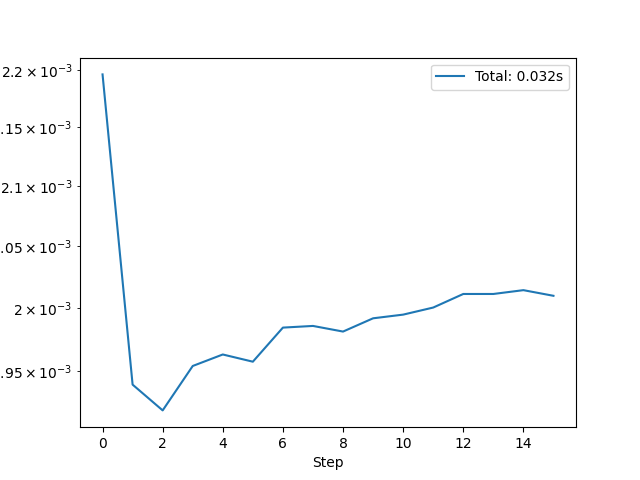 2.2 × 10⁻³
.15 × 10⁻³
2.1 × 10⁻³
.05 × 10⁻³
2 × 10⁻³
.95 × 10⁻³
Total: 0.032s
0 2 4 6 8 10 12 14
Step